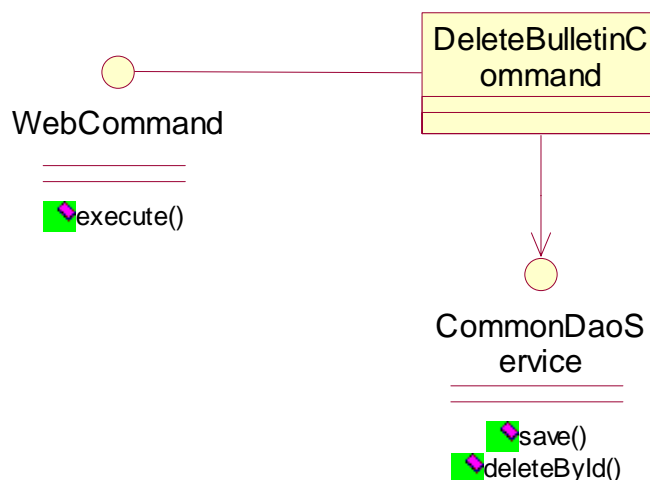 DeleteBulletinC
ommand
WebCommand
execute()
CommonDaoS
ervice
save()
deleteById()